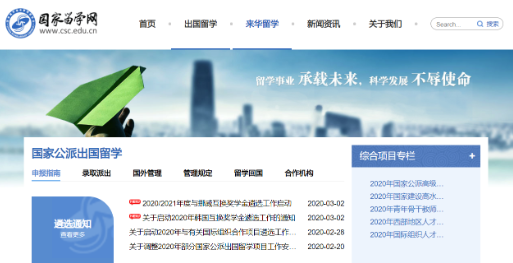 国家留学网
www.csc.edu.cn
首页 出国留学 来华留学 新闻资讯 关于我们 Search... 搜索
留学事业 承载未来，科学发展 不辱使命
国家公派出国留学
申报指南 录取派出 国外管理 管理规定 留学回国 合作机构
遴选通知
查看更多
2020/2021年度与挪威互换奖学金遴选工作启动 2020-03-02
关于启动2020年韩国互换奖学金遴选工作的通知 2020-03-02
关于启动2020年与有关国际组织合作项目遴选工作... 2020-02-28
关于调整2020年部分国家公派出国留学项目工作安... 2020-02-20
综合项目专栏 +
2020年国家公派高级...
2020年国家建设高水...
2020年青年骨干教师...
2020年西部地区人才...
2020年国际组织人才...